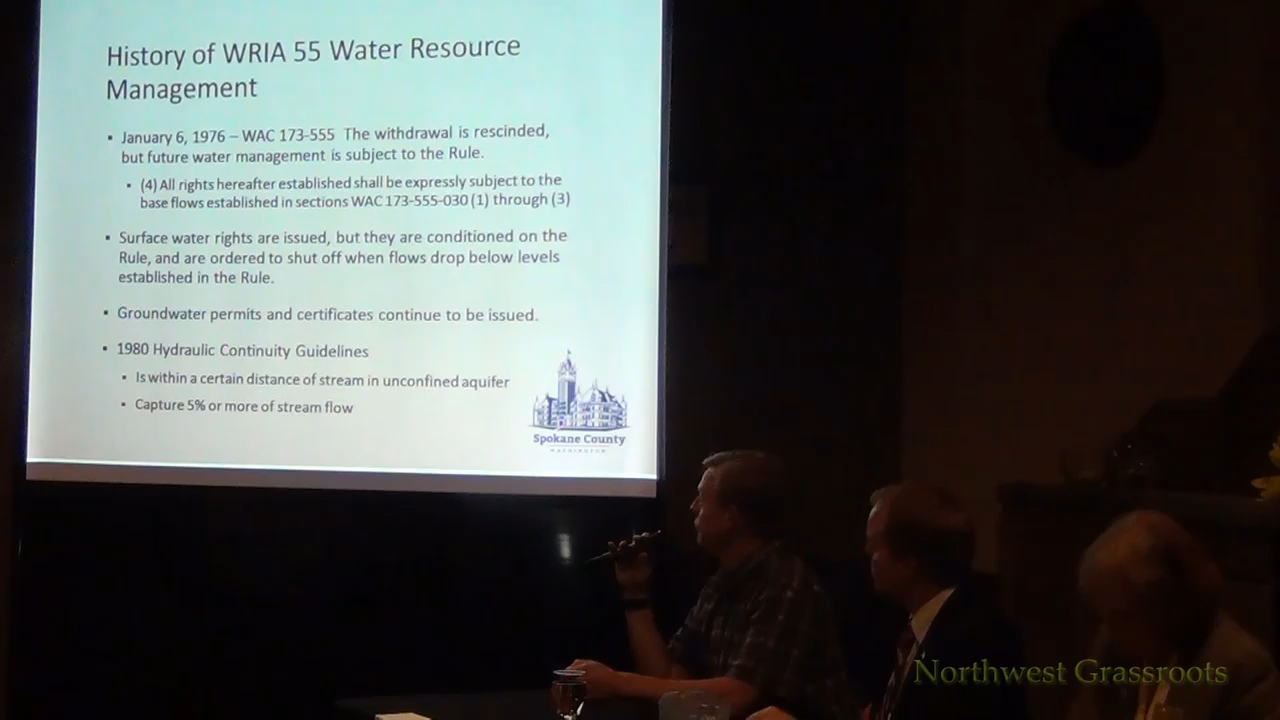 History of WRIA 55 Water Resource
Management
▪ January 6, 1976 – WAC 173-555 The withdrawal is rescinded,
but future water management is subject to the Rule.
▪ (4) All rights hereafter established shall be expressly subject to the
base flows established in sections WAC 173-555-030 (1) through (3)
▪ Surface water rights are issued, but they are conditioned on the
Rule, and are ordered to shut off when flows drop below levels
established in the Rule.
▪ Groundwater permits and certificates continue to be issued.
▪ 1980 Hydraulic Continuity Guidelines
▪ Is within a certain distance of stream in unconfined aquifer
▪ Capture 5% or more of stream flow
Spokane County
WASHINGTON
Northwest Grassroots